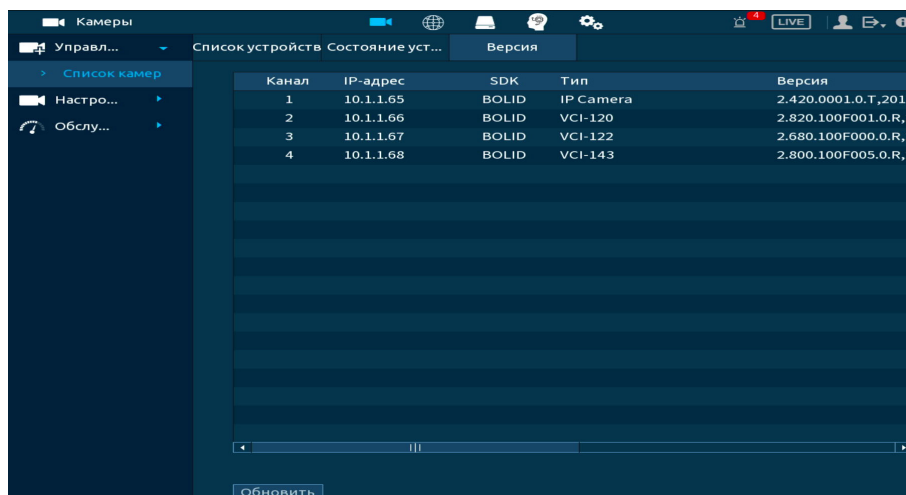 Камеры 4 LIVE
Управл... Список устройств Состояние уст... Версия
> Список камер
Настро...
Обслу...
Канал IP-адрес SDK Тип Версия
1 10.1.1.65 BOLID IP Camera 2.420.0001.0.T,201
2 10.1.1.66 BOLID VCI-120 2.820.100F001.0.R,
3 10.1.1.67 BOLID VCI-122 2.680.100F000.0.R,
4 10.1.1.68 BOLID VCI-143 2.800.100F005.0.R,
Обновить